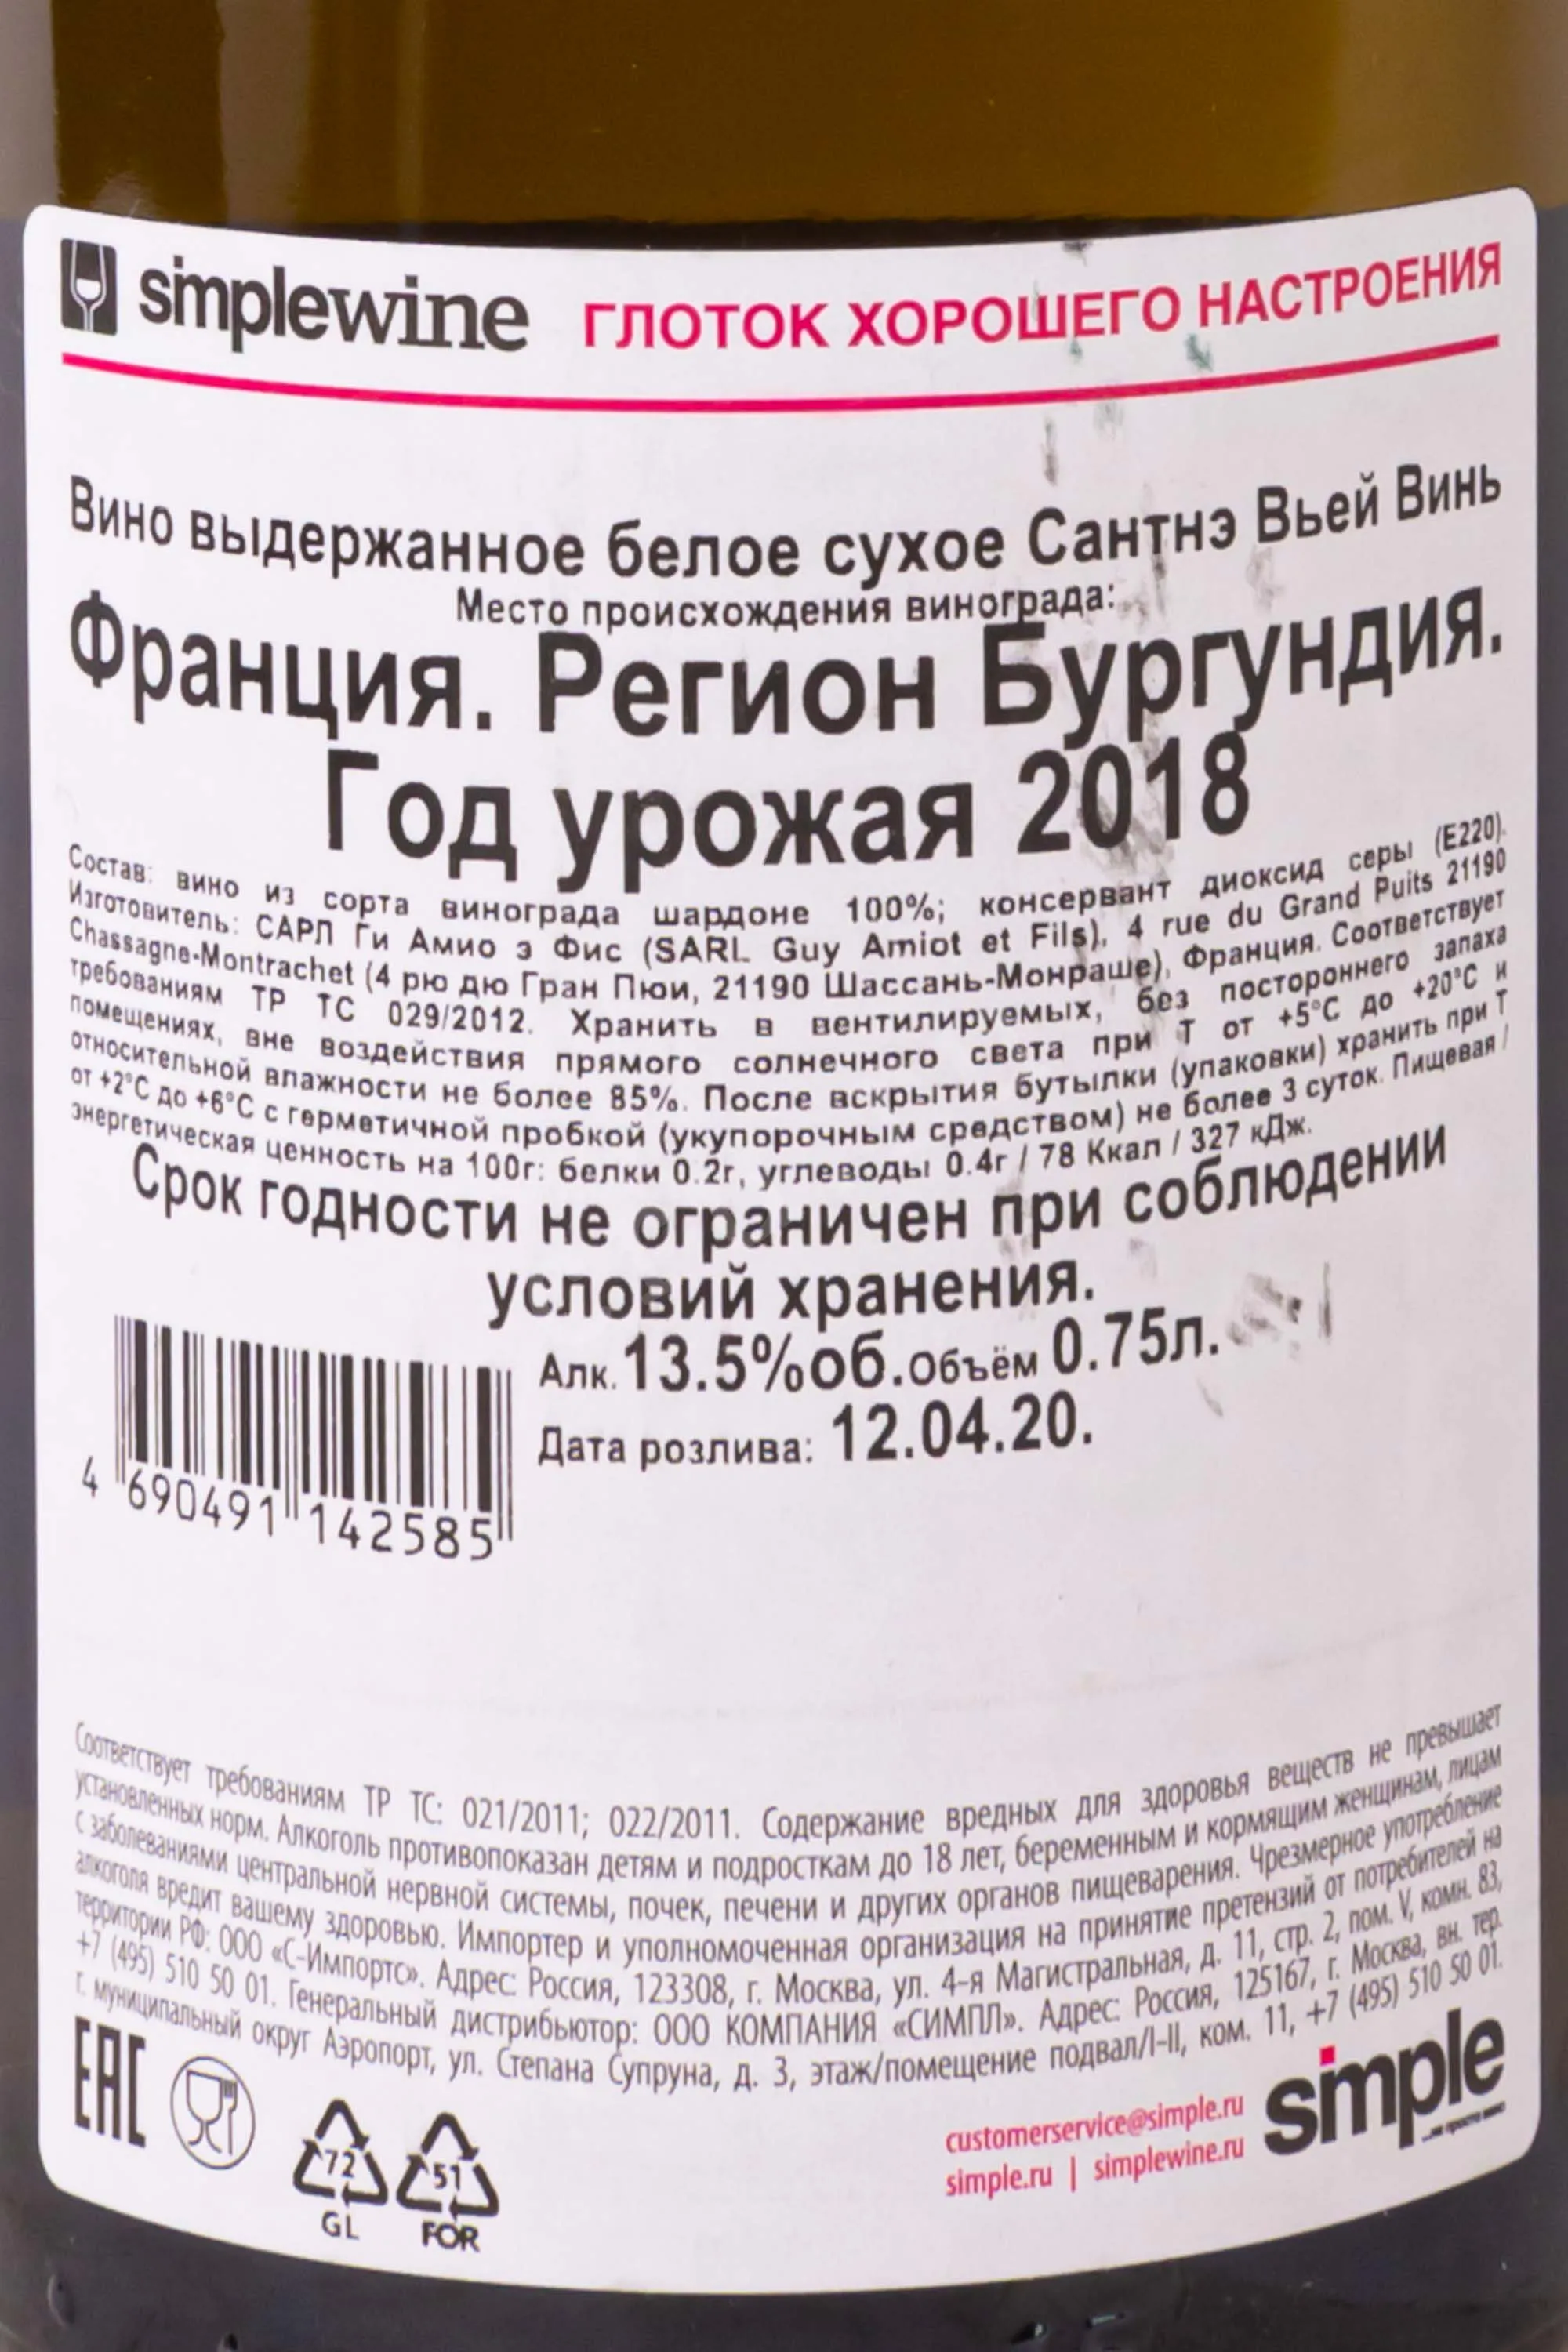 simplewine ГЛОТОК ХОРОШЕГО НАСТРОЕНИЯ
Вино выдержанное белое сухое Сантнэ Вьей Винь
Место происхождения винограда:
Франция. Регион Бургундия.
Год урожая 2018
Состав: вино из сорта винограда шардоне 100%; консервант диоксид серы (Е220).
Изготовитель: САРЛ Ги Амио э Фис (SARL Guy Amiot et Fils), 4 rue du Grand Puits 21190
Chassagne-Montrachet (4 рю дю Гран Пюи, 21190 Шассань-Монраше), Франция. Соответствует
требованиям ТР ТС 029/2012. Хранить в вентилируемых, без постороннего запаха
помещениях, вне воздействия прямого солнечного света при Т от +5°С до +20°С и
относительной влажности не более 85%. После вскрытия бутылки (упаковки) хранить при Т
от +2°С до +6°С с герметичной пробкой (укупорочным средством) не более 3 суток. Пищевая /
энергетическая ценность на 100г: белки 0.2г, углеводы 0.4г / 78 Ккал / 327 кДж.
Срок годности не ограничен при соблюдении
условий хранения.
Алк. 13.5%об. Объём 0.75л.
Дата розлива: 12.04.20.
4 690491 142585
Соответствует требованиям ТР ТС: 021/2011; 022/2011. Содержание вредных для здоровья веществ не превышает
установленных норм. Алкоголь противопоказан детям и подросткам до 18 лет, беременным и кормящим женщинам, лицам
с заболеваниями центральной нервной системы, почек, печени и других органов пищеварения. Чрезмерное употребление
алкоголя вредит вашему здоровью. Импортер и уполномоченная организация на принятие претензий от потребителей на
территории РФ: ООО «С-Импортс». Адрес: Россия, 123308, г. Москва, ул. 4-я Магистральная, д. 11, стр. 2, пом. V, комн. 83,
+7 (495) 510 50 01. Генеральный дистрибьютор: ООО КОМПАНИЯ «СИМПЛ». Адрес: Россия, 125167, г. Москва, вн. тер.
г. муниципальный округ Аэропорт, ул. Степана Супруна, д. 3, этаж/помещение подвал/I-II, ком. 11, +7 (495) 510 50 01.
EAC
72
GL
51
FOR
customerservice@simple.ru
simple.ru | simplewine.ru
simple